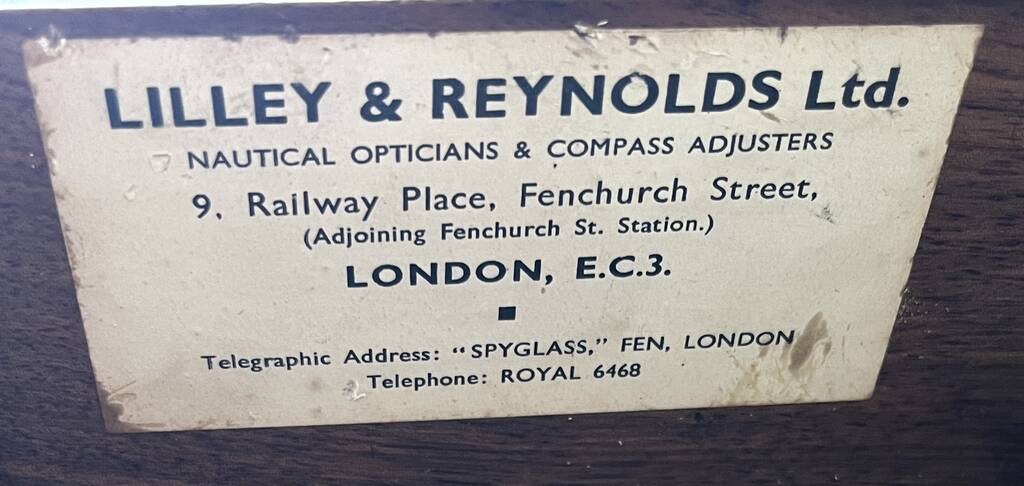 LILLEY & REYNOLDS Ltd.
NAUTICAL OPTICIANS & COMPASS ADJUSTERS
9, Railway Place, Fenchurch Street,
(Adjoining Fenchurch St. Station.)
LONDON, E.C.3.
Telegraphic Address: “SPYGLASS,” FEN, LONDON
Telephone: ROYAL 6468